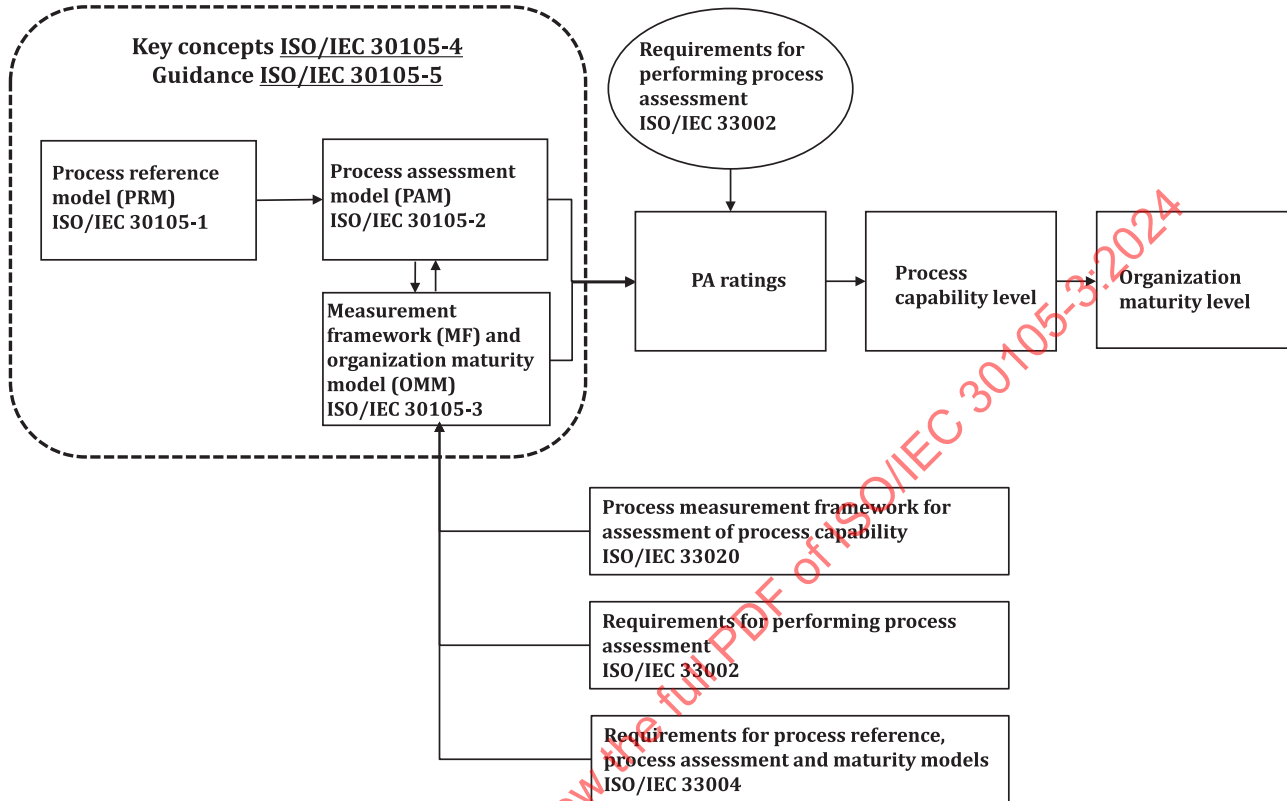 Key concepts ISO/IEC 30105-4
Guidance ISO/IEC 30105-5
Requirements for
performing process
assessment
ISO/IEC 33002
Process reference
model (PRM)
ISO/IEC 30105-1
Process assessment
model (PAM)
ISO/IEC 30105-2
Measurement
framework (MF) and
organization maturity
model (OMM)
ISO/IEC 30105-3
PA ratings
Process
capability level
Organization
maturity level
Process measurement framework for
assessment of process capability
ISO/IEC 33020
Requirements for performing process
assessment
ISO/IEC 33002
Requirements for process reference,
process assessment and maturity models
ISO/IEC 33004
the full PDF of ISO/IEC 30105-3:2024